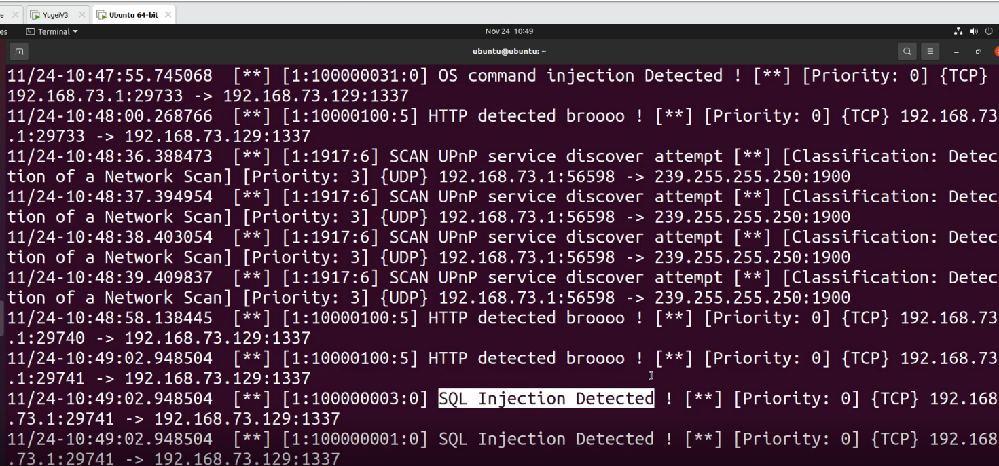 e
YugeiV3
Ubuntu 64-bit
es
Terminal
Nov 24 10:49
ubuntu@ubuntu: ~
11/24-10:47:55.745068 [**] [1:100000031:0] OS command injection Detected ! [**] [Priority: 0] {TCP}
192.168.73.1:29733 -> 192.168.73.129:1337
11/24-10:48:00.268766 [**] [1:10000100:5] HTTP detected broooo ! [**] [Priority: 0] {TCP} 192.168.73
.1:29733 -> 192.168.73.129:1337
11/24-10:48:36.388473 [**] [1:1917:6] SCAN UPnP service discover attempt [**] [Classification: Detec
tion of a Network Scan] [Priority: 3] {UDP} 192.168.73.1:56598 -> 239.255.255.250:1900
11/24-10:48:37.394954 [**] [1:1917:6] SCAN UPnP service discover attempt [**] [Classification: Detec
tion of a Network Scan] [Priority: 3] {UDP} 192.168.73.1:56598 -> 239.255.255.250:1900
11/24-10:48:38.403054 [**] [1:1917:6] SCAN UPnP service discover attempt [**] [Classification: Detec
tion of a Network Scan] [Priority: 3] {UDP} 192.168.73.1:56598 -> 239.255.255.250:1900
11/24-10:48:39.409837 [**] [1:1917:6] SCAN UPnP service discover attempt [**] [Classification: Detec
tion of a Network Scan] [Priority: 3] {UDP} 192.168.73.1:56598 -> 239.255.255.250:1900
11/24-10:48:58.138445 [**] [1:10000100:5] HTTP detected broooo ! [**] [Priority: 0] {TCP} 192.168.73
.1:29740 -> 192.168.73.129:1337
11/24-10:49:02.948504 [**] [1:10000100:5] HTTP detected broooo ! [**] [Priority: 0] {TCP} 192.168.73
.1:29741 -> 192.168.73.129:1337
11/24-10:49:02.948504 [**] [1:100000003:0] SQL Injection Detected ! [**] [Priority: 0] {TCP} 192.168
.73.1:29741 -> 192.168.73.129:1337
11/24-10:49:02.948504 [**] [1:100000001:0] SQL Injection Detected ! [**] [Priority: 0] {TCP} 192.168
.73.1:29741 -> 192.168.73.129:1337